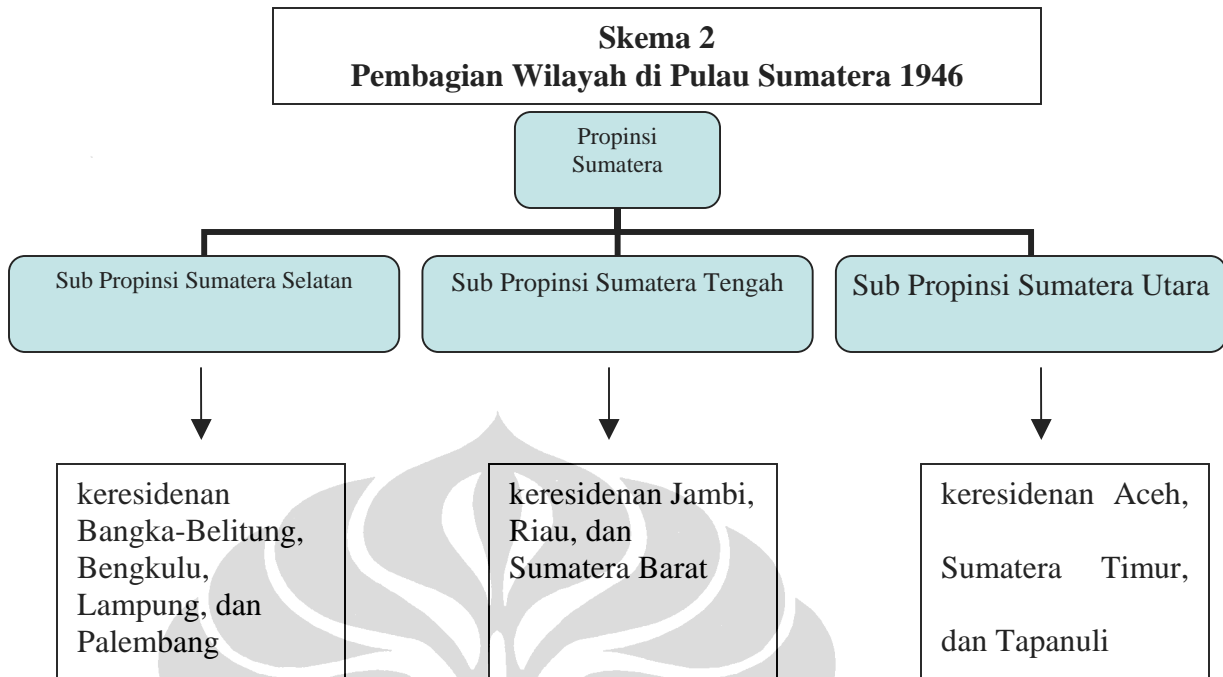 Skema 2
Pembagian Wilayah di Pulau Sumatera 1946
Propinsi
Sumatera
Sub Propinsi Sumatera Selatan
Sub Propinsi Sumatera Tengah
Sub Propinsi Sumatera Utara
keresidenan
Bangka-Belitung,
Bengkulu,
Lampung, dan
Palembang
keresidenan Jambi,
Riau, dan
Sumatera Barat
keresidenan Aceh,
Sumatera Timur,
dan Tapanuli